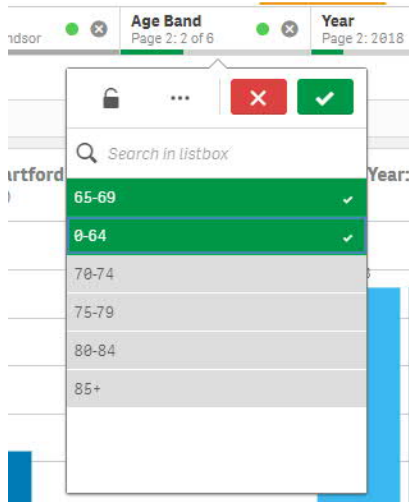 Age Band
Year
ndsor
Page 2: 2 of 6
Page 2: 2018
Search in listbox
artford
Year:
65-69
0-64
70-74
75-79
80-84
85+